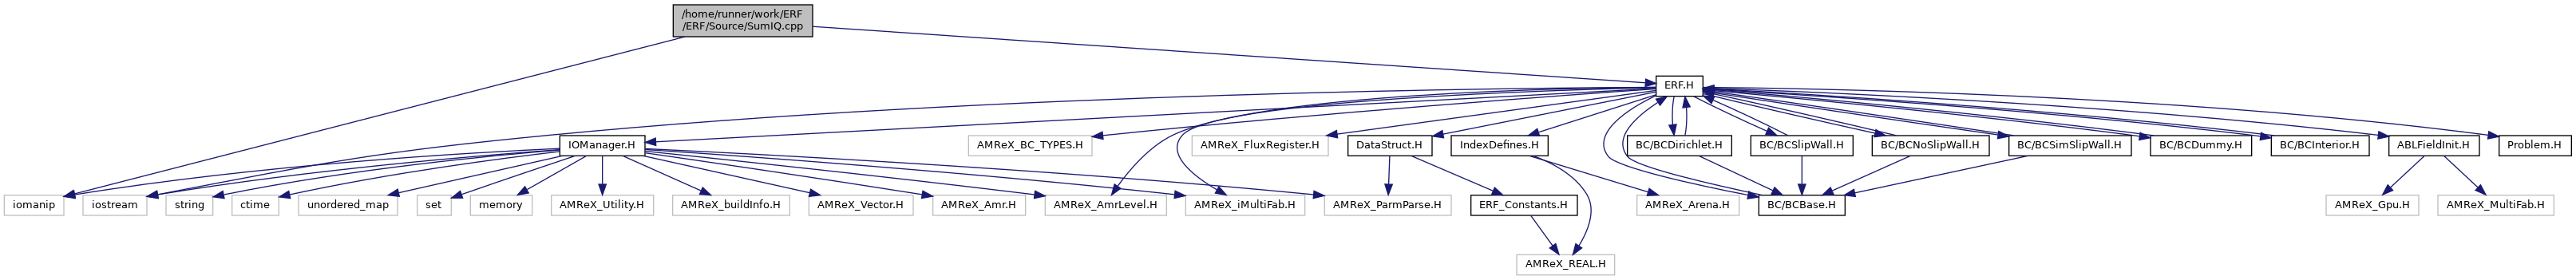 /home/runner/work/ERF
/ERF/Source/SumIQ.cpp
ERF.H
IOManager.H
AMReX_BC_TYPES.H
AMReX_FluxRegister.H
DataStruct.H
IndexDefines.H
BC/BCDirichlet.H
BC/BCSlipWall.H
BC/BCNoSlipWall.H
BC/BCSimSlipWall.H
BC/BCDummy.H
BC/BCInterior.H
ABLFieldInit.H
Problem.H
iomanip
iostream
string
ctime
unordered_map
set
memory
AMReX_Utility.H
AMReX_buildInfo.H
AMReX_Vector.H
AMReX_Amr.H
AMReX_AmrLevel.H
AMReX_iMultiFab.H
AMReX_ParmParse.H
ERF_Constants.H
AMReX_Arena.H
BC/BCBase.H
AMReX_Gpu.H
AMReX_MultiFab.H
AMReX_REAL.H